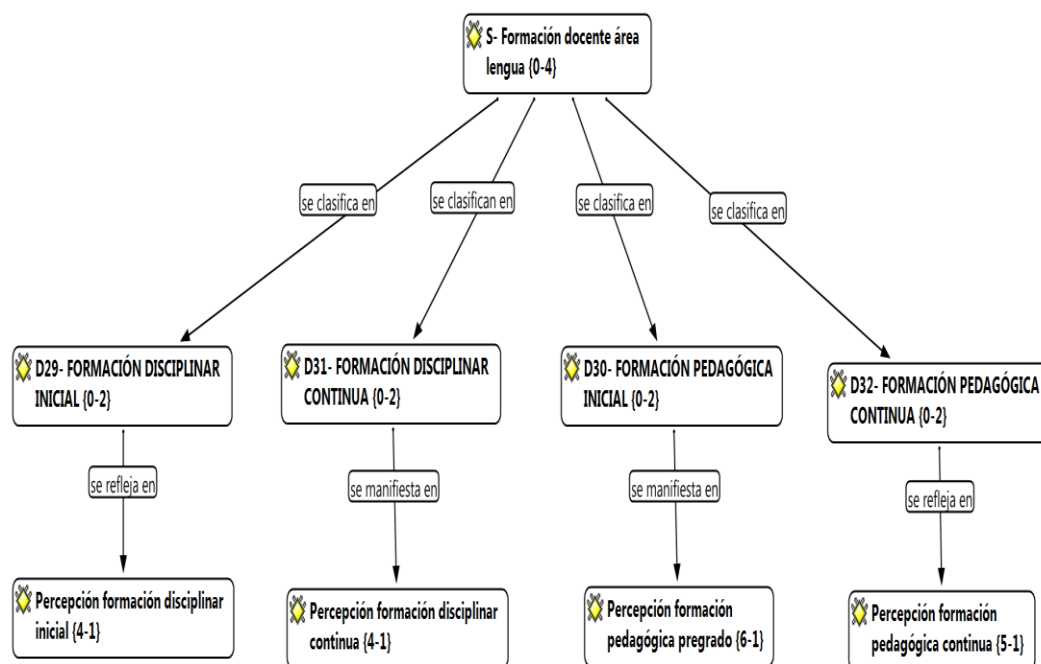 S- Formación docente área
lengua {0-4}
se clasifica en
se clasifican en
se clasifica en
se clasifica en
D29- FORMACIÓN DISCIPLINAR
INICIAL {0-2}
D31- FORMACIÓN DISCIPLINAR
CONTINUA {0-2}
D30- FORMACIÓN PEDAGÓGICA
INICIAL {0-2}
D32- FORMACIÓN PEDAGÓGICA
CONTINUA {0-2}
se refleja en
se manifiesta en
se manifiesta en
se refleja en
Percepción formación disciplinar
inicial {4-1}
Percepción formación disciplinar
continua {4-1}
Percepción formación
pedagógica pregrado {6-1}
Percepción formación
pedagógica continua {5-1}